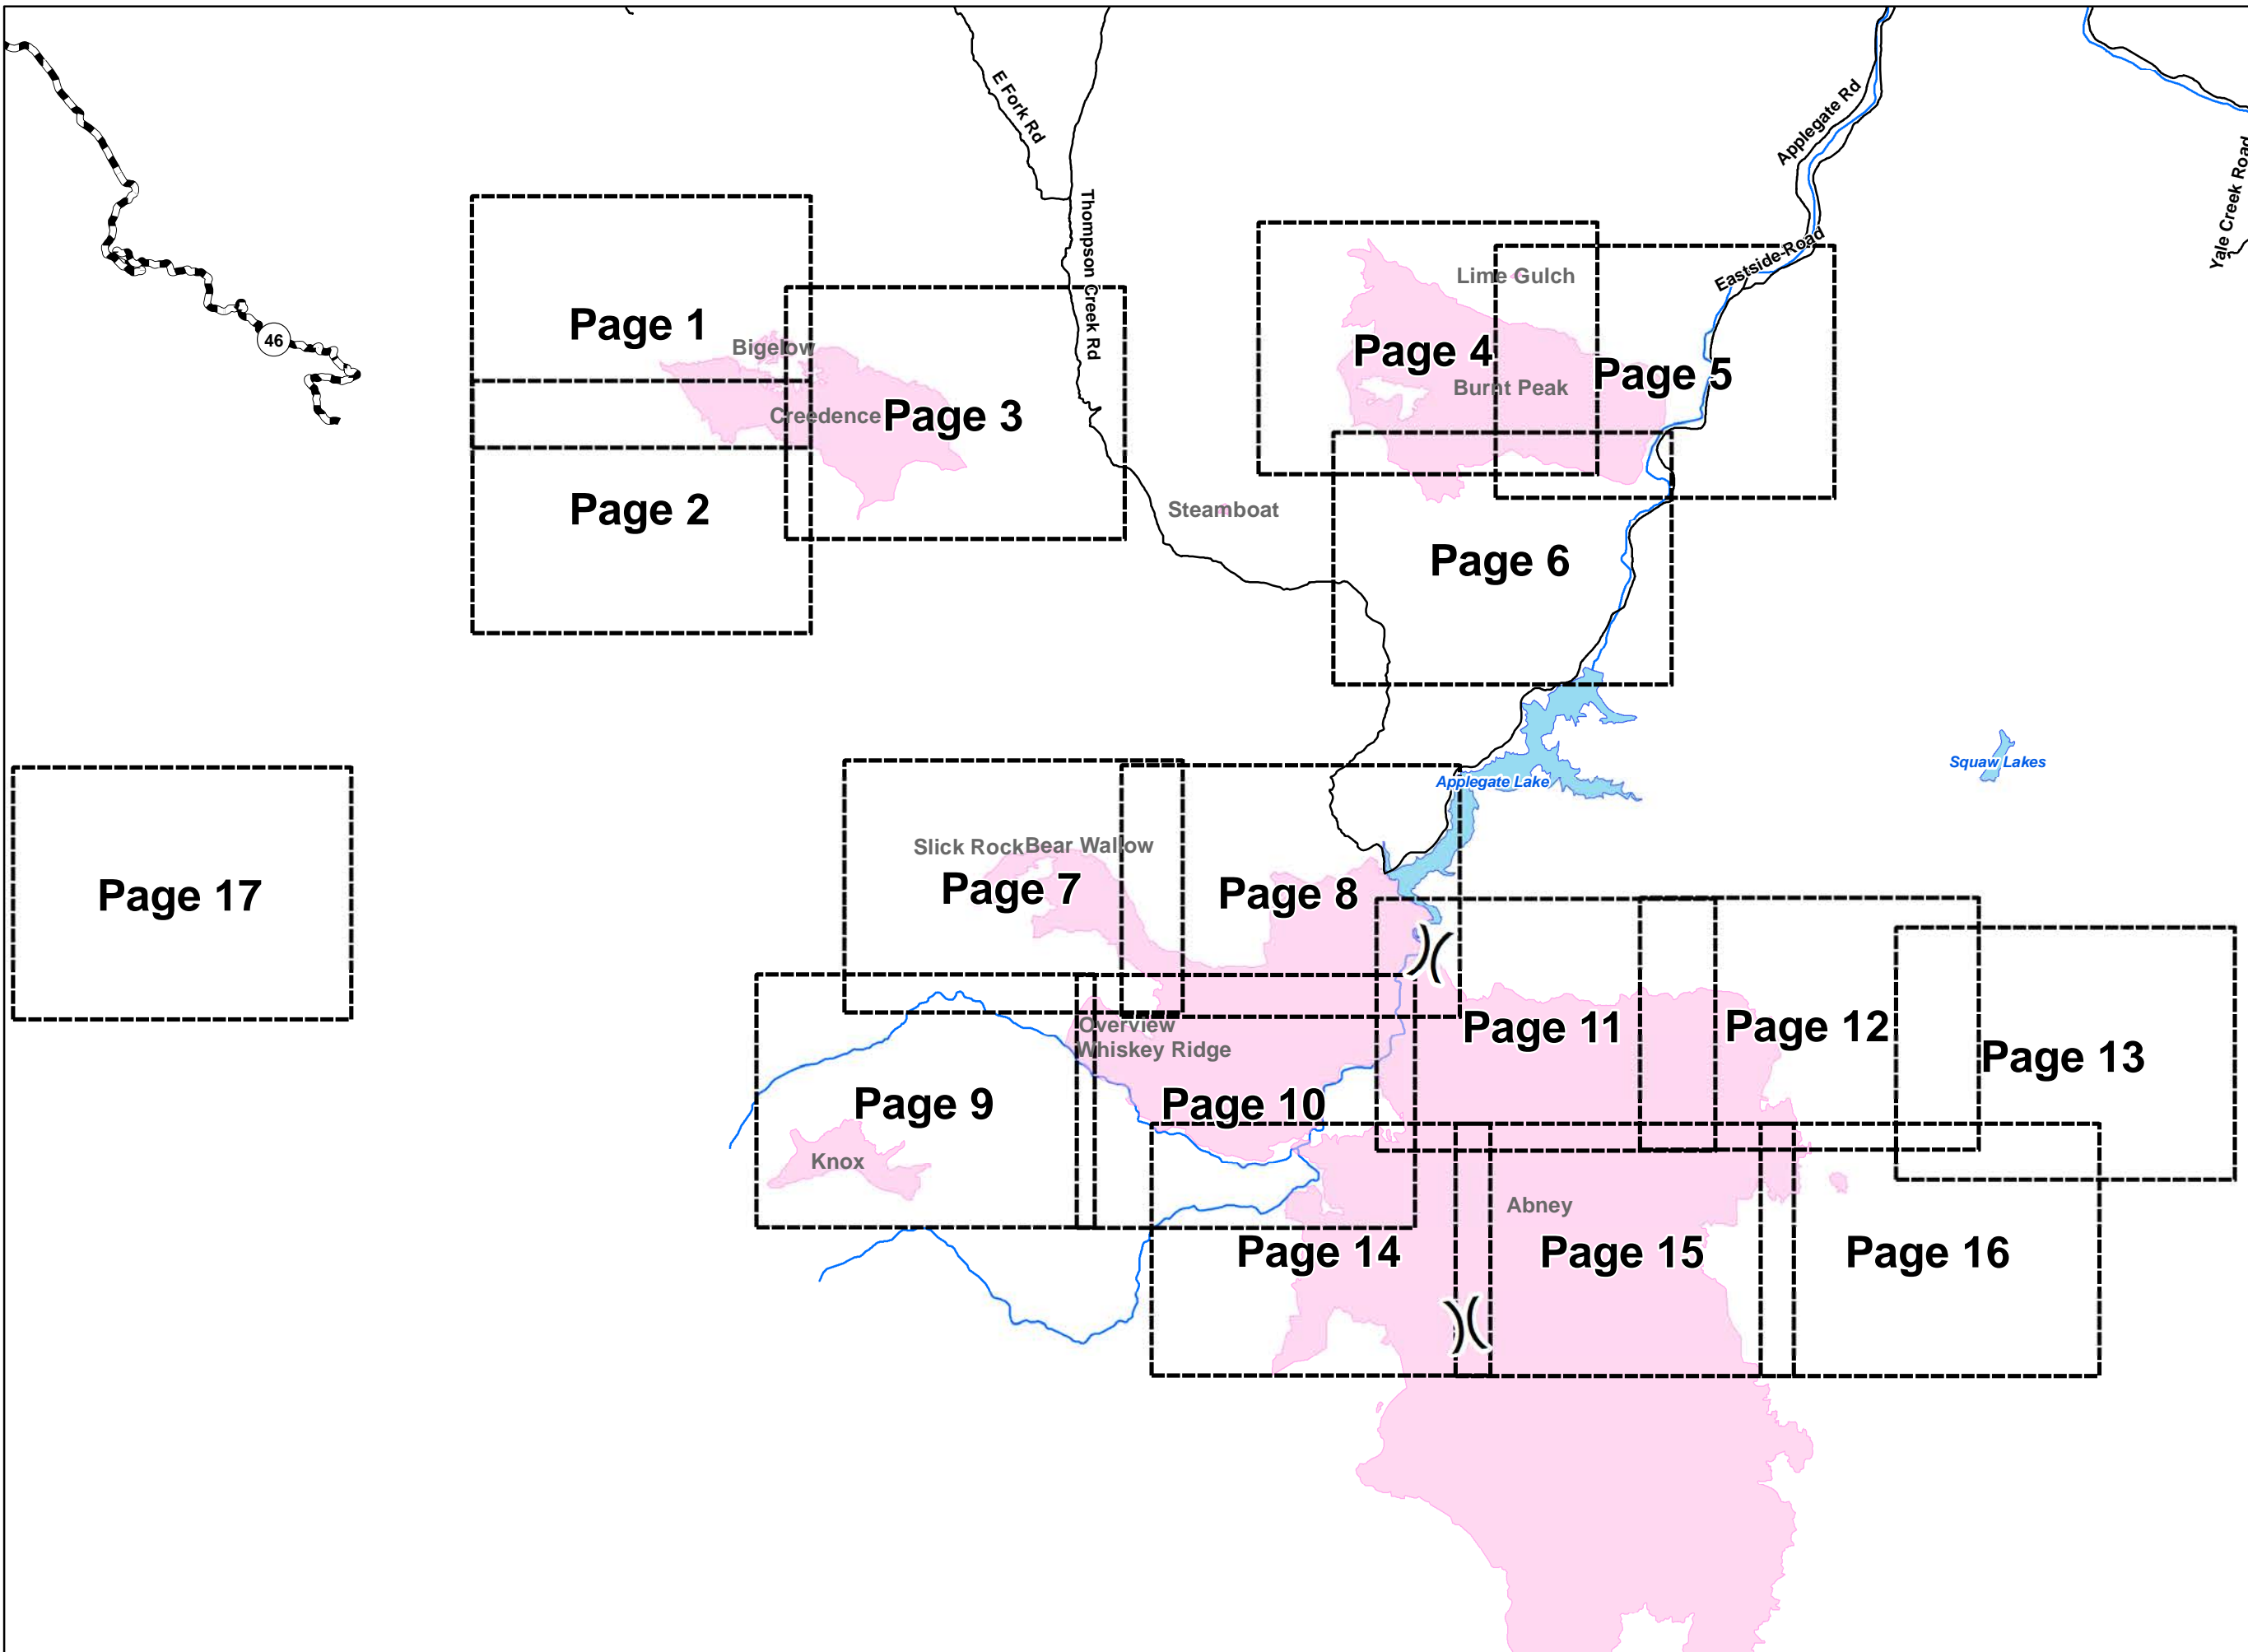 E Fork Rd
Applegate Rd
Yale Creek Road
Thompson Creek Rd
Eastside Road
46
Page 1
Bigelow
Creedence
Page 3
Page 2
Lime Gulch
Page 4
Burnt Peak
Page 5
Steamboat
Page 6
Squaw Lakes
Applegate Lake
Page 17
Slick Rock
Bear Wallow
Page 7
Page 8
Overview
Whiskey Ridge
Page 11
Page 12
Page 13
Page 9
Page 10
Knox
Abney
Page 14
Page 15
Page 16